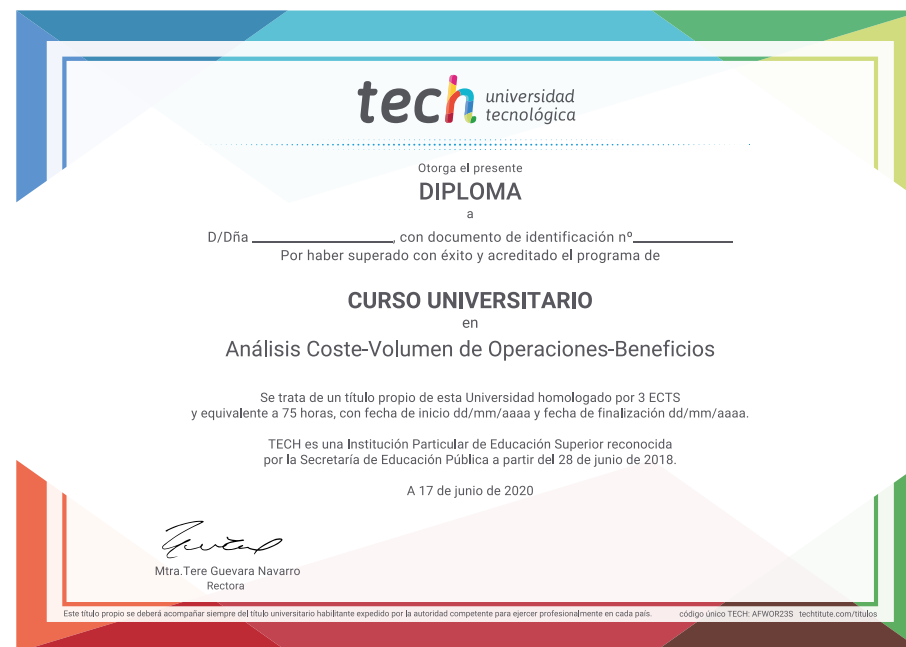 tech universidad
tecnológica
Otorga el presente
DIPLOMA
a
D/Dña ____________________, con documento de identificación nº______________
Por haber superado con éxito y acreditado el programa de
CURSO UNIVERSITARIO
en
Análisis Coste-Volumen de Operaciones-Beneficios
Se trata de un título propio de esta Universidad homologado por 3 ECTS
y equivalente a 75 horas, con fecha de inicio dd/mm/aaaa y fecha de finalización dd/mm/aaaa.
TECH es una Institución Particular de Educación Superior reconocida
por la Secretaría de Educación Pública a partir del 28 de junio de 2018.
A 17 de junio de 2020
Mtra.Tere Guevara Navarro
Rectora
Este título propio se deberá acompañar siempre del título universitario habilitante expedido por la autoridad competente para ejercer profesionalmente en cada país. código único TECH: AFWOR23S techtitute.com/titulos